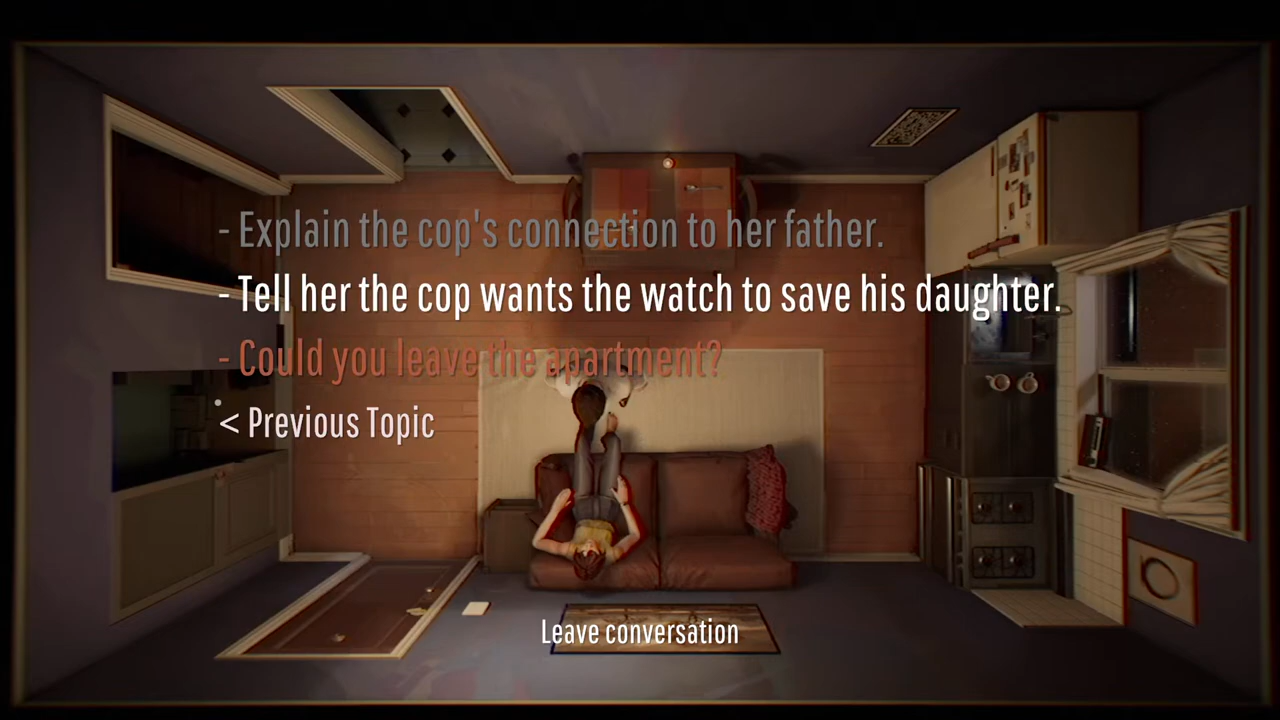 - Explain the cop's connection to her father.
- Tell her the cop wants the watch to save his daughter.
- Could you leave the apartment?
< Previous Topic
Leave conversation